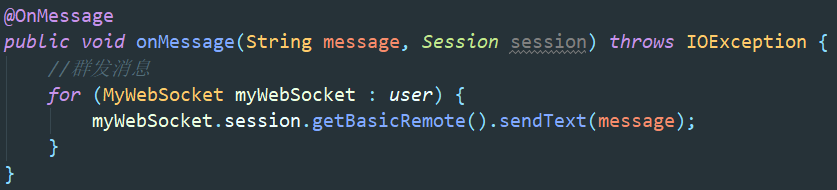 @OnMessage
public void onMessage(String message, Session session) throws IOException {
//群发消息
for (MyWebSocket myWebSocket : user) {
myWebSocket.session.getBasicRemote().sendText(message);
}
}